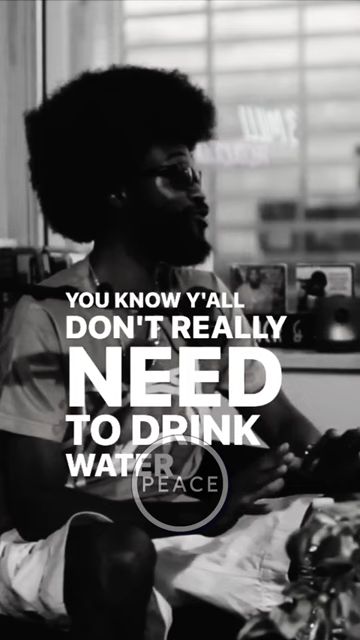 YOU KNOW Y'ALL
DON'T REALLY
NEED
TO DRINK
WATER
PEACE